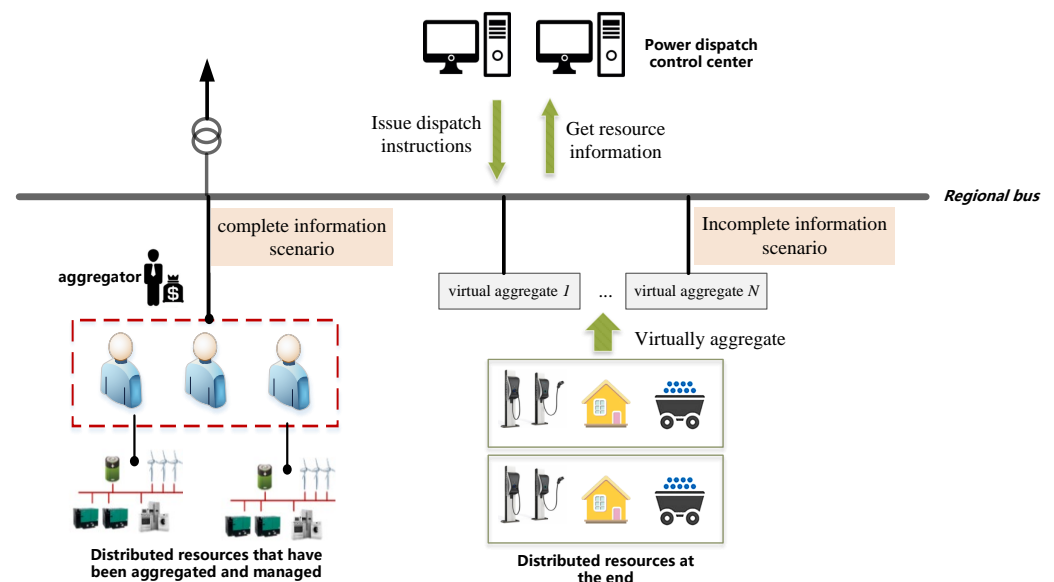 Power dispatch
control center
Issue dispatch
instructions
Get resource
information
Regional bus
complete information
scenario
Incomplete information
scenario
aggregator
$
virtual aggregate 1
...
virtual aggregate N
Virtually aggregate
Distributed resources that have
been aggregated and managed
Distributed resources at
the end